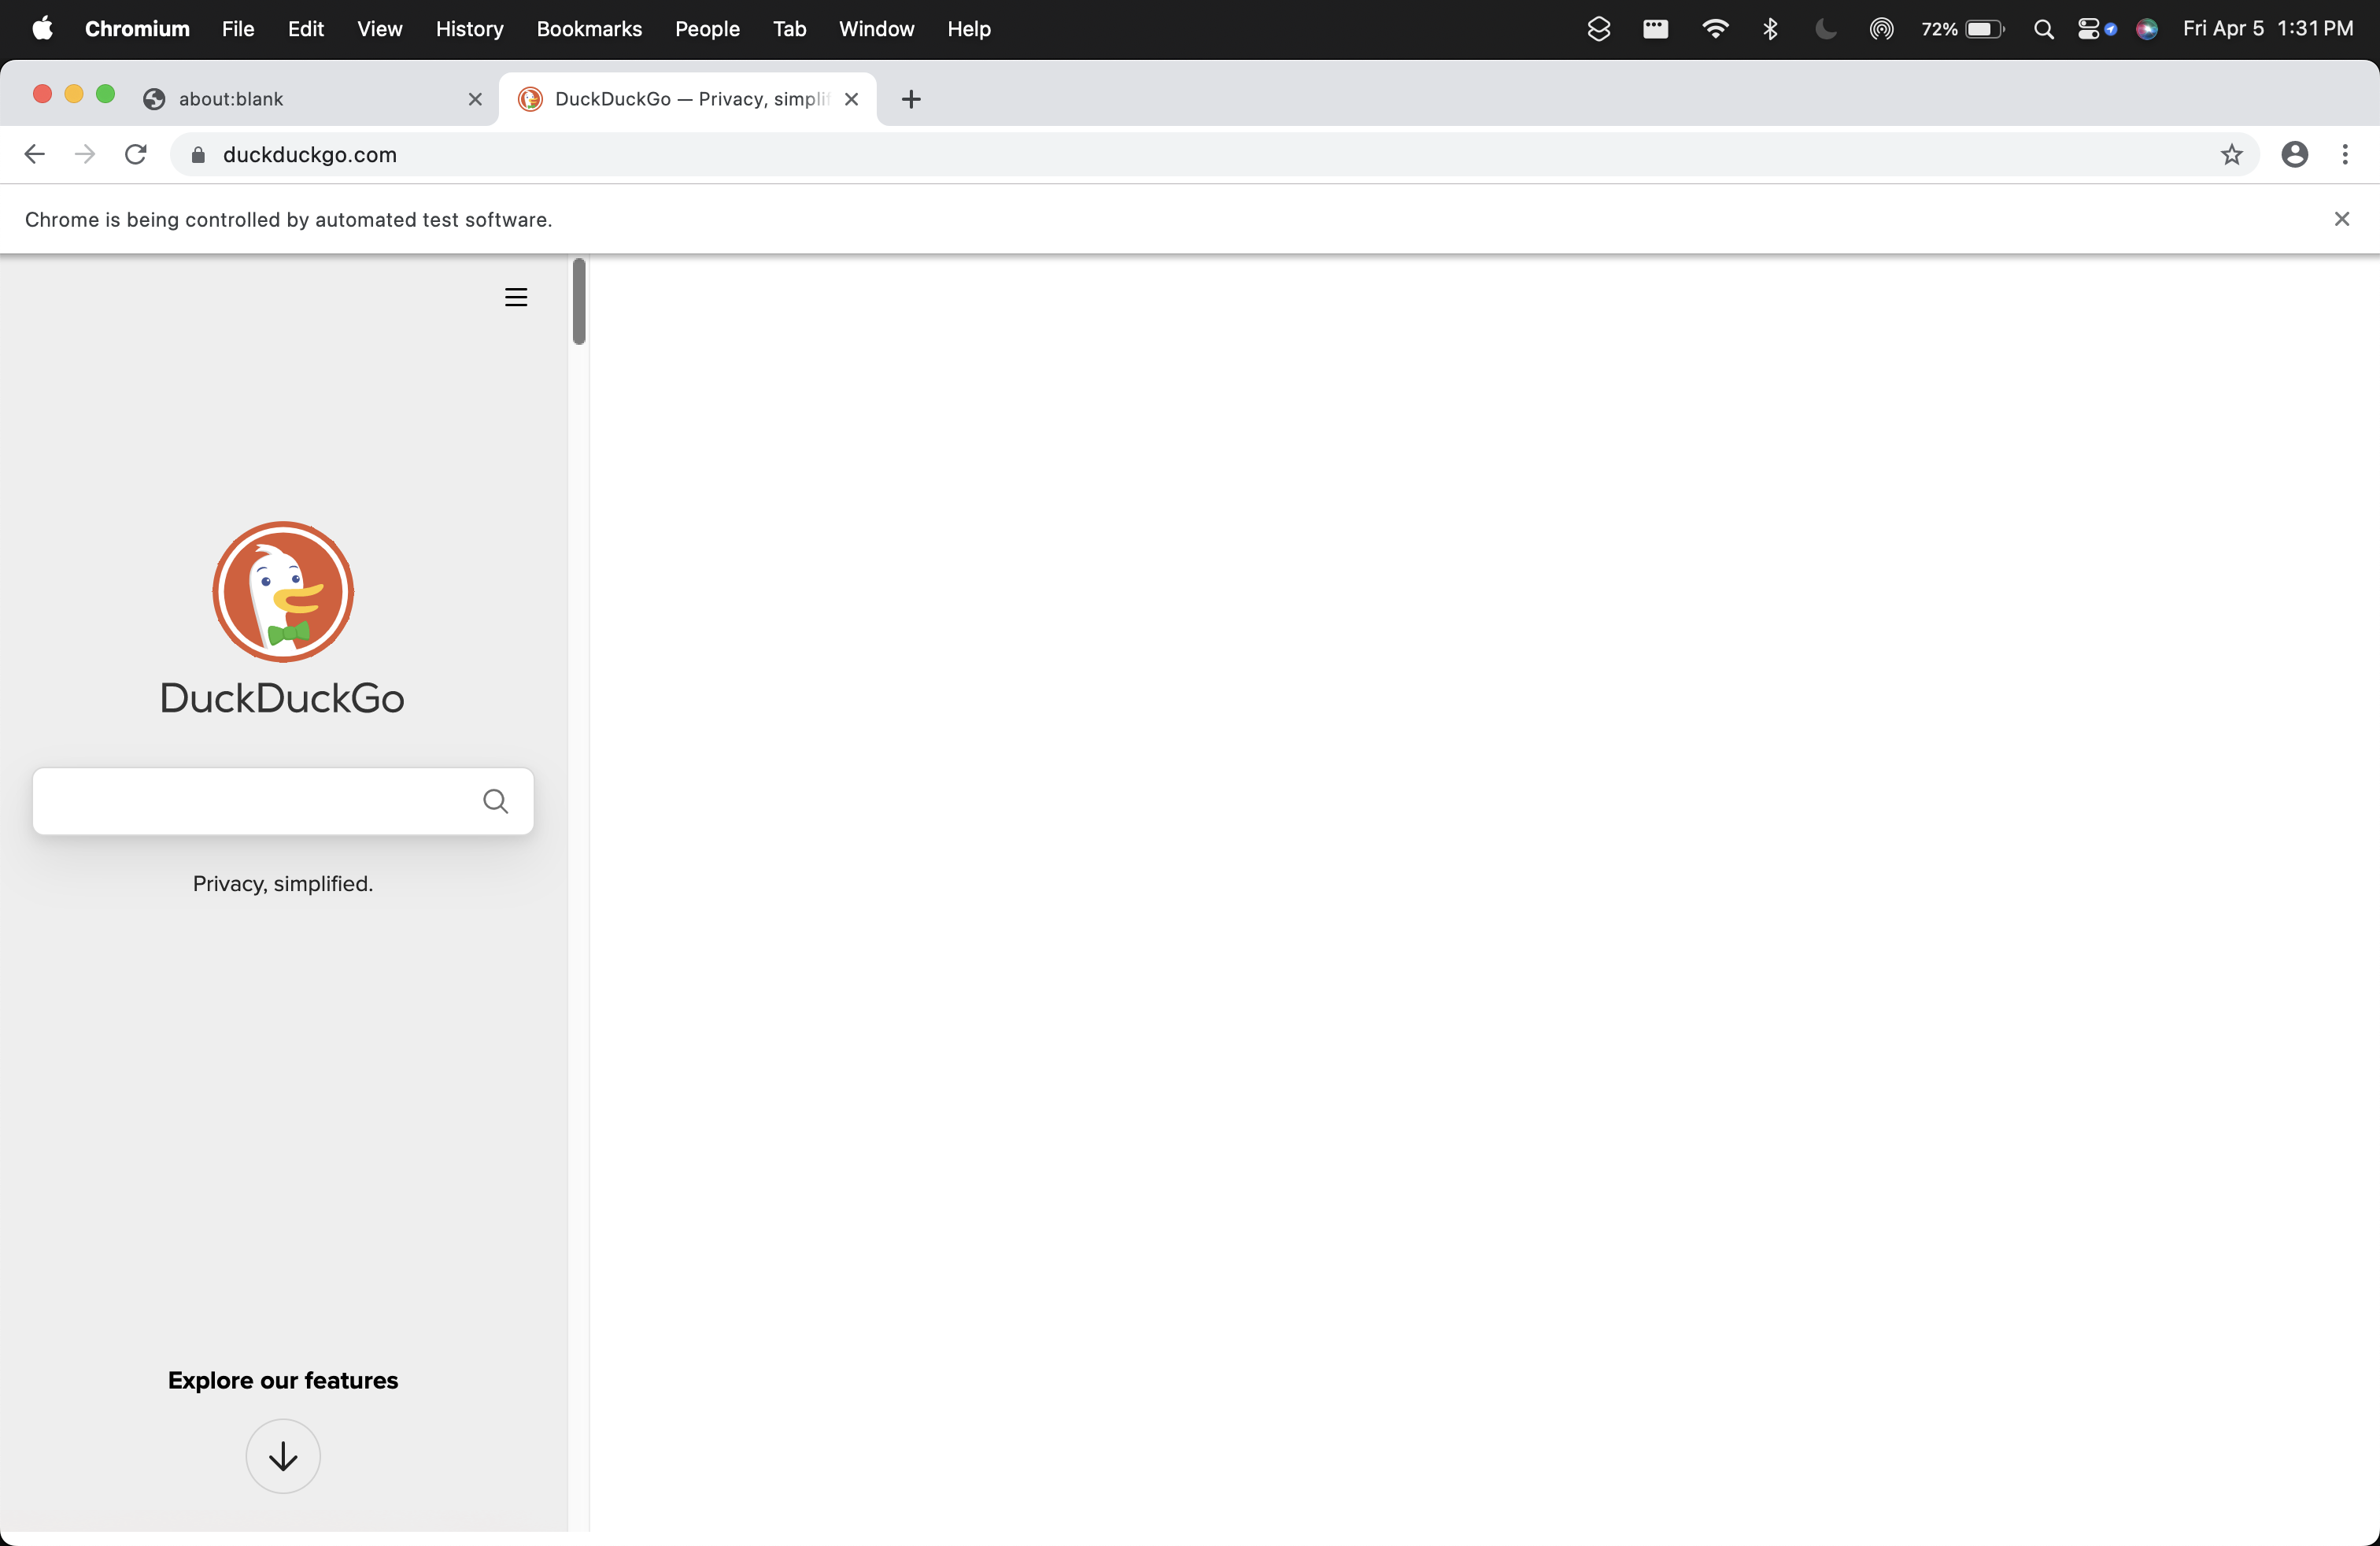 Chromium File Edit View History Bookmarks People Tab Window Help 72% Fri Apr 5 1:31 PM
about:blank DuckDuckGo — Privacy, simplif
duckduckgo.com
Chrome is being controlled by automated test software.
DuckDuckGo
Privacy, simplified.
Explore our features